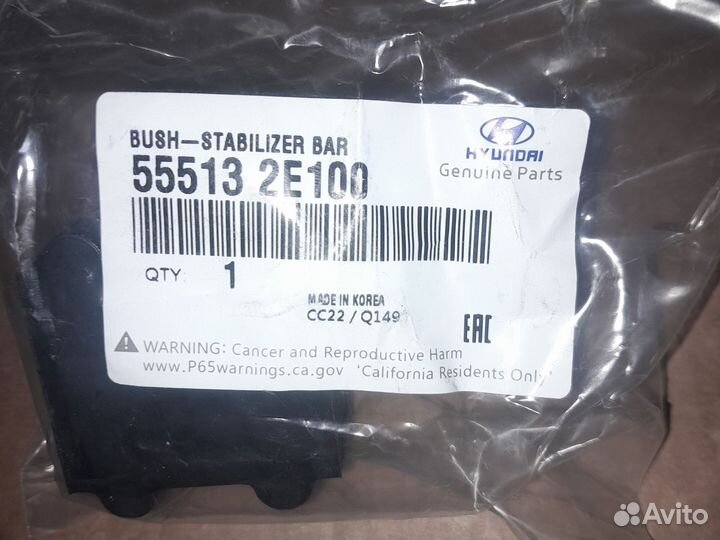 BUSH-STABILIZER BAR
55513 2E100
HYUNDAI
Genuine Parts
QTY: 1
MADE IN KOREA
CC22 / Q149
EAC
WARNING: Cancer and Reproductive Harm
www.P65warnings.ca.gov 'California Residents Only'
Avito